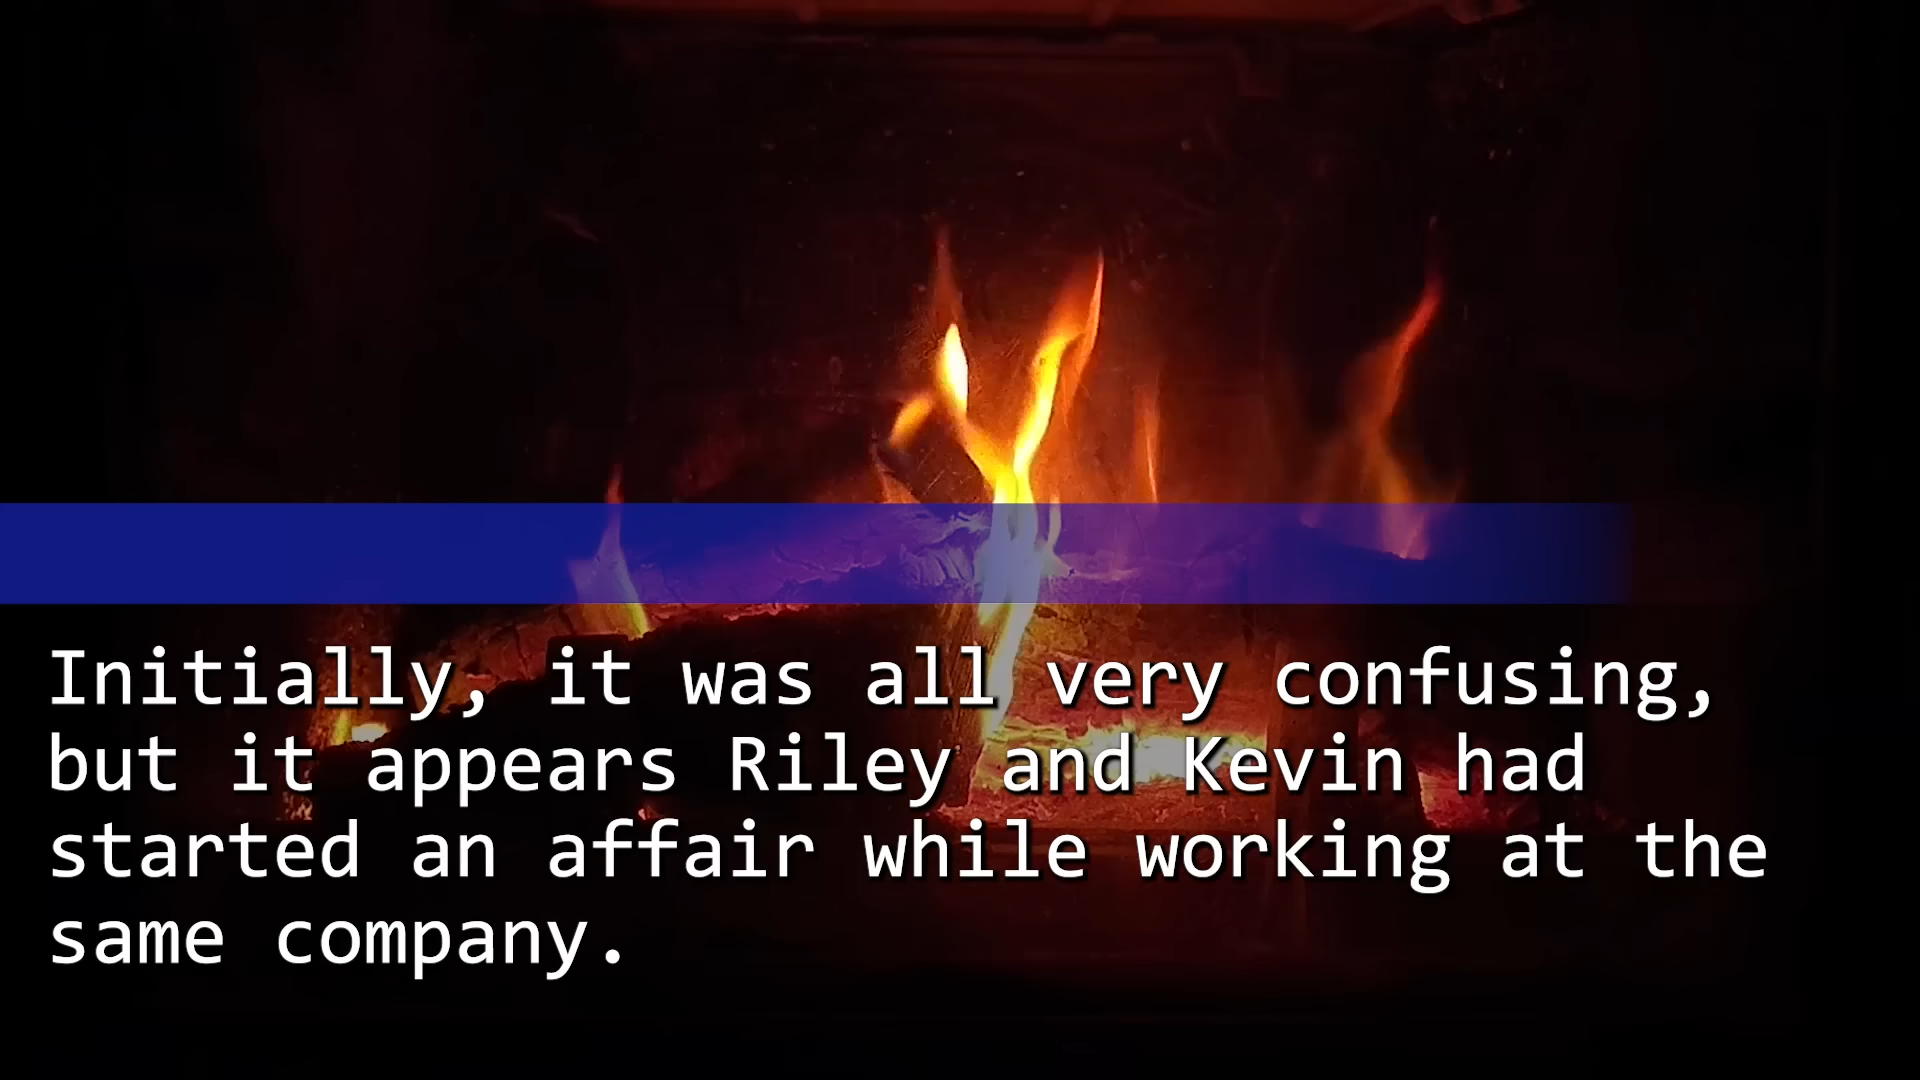 Initially, it was all very confusing,
but it appears Riley and Kevin had
started an affair while working at the
same company.